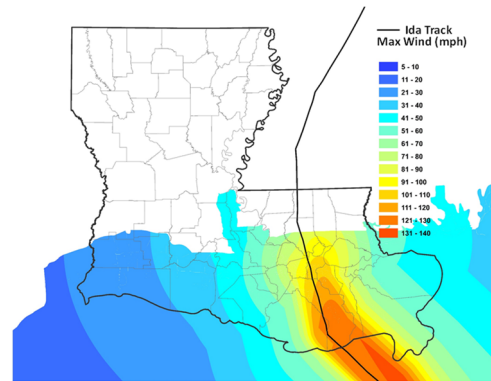 Ida Track
Max Wind (mph)
5 - 10
11 - 20
21 - 30
31 - 40
41 - 50
51 - 60
61 - 70
71 - 80
81 - 90
91 - 100
101 - 110
111 - 120
121 - 130
131 - 140